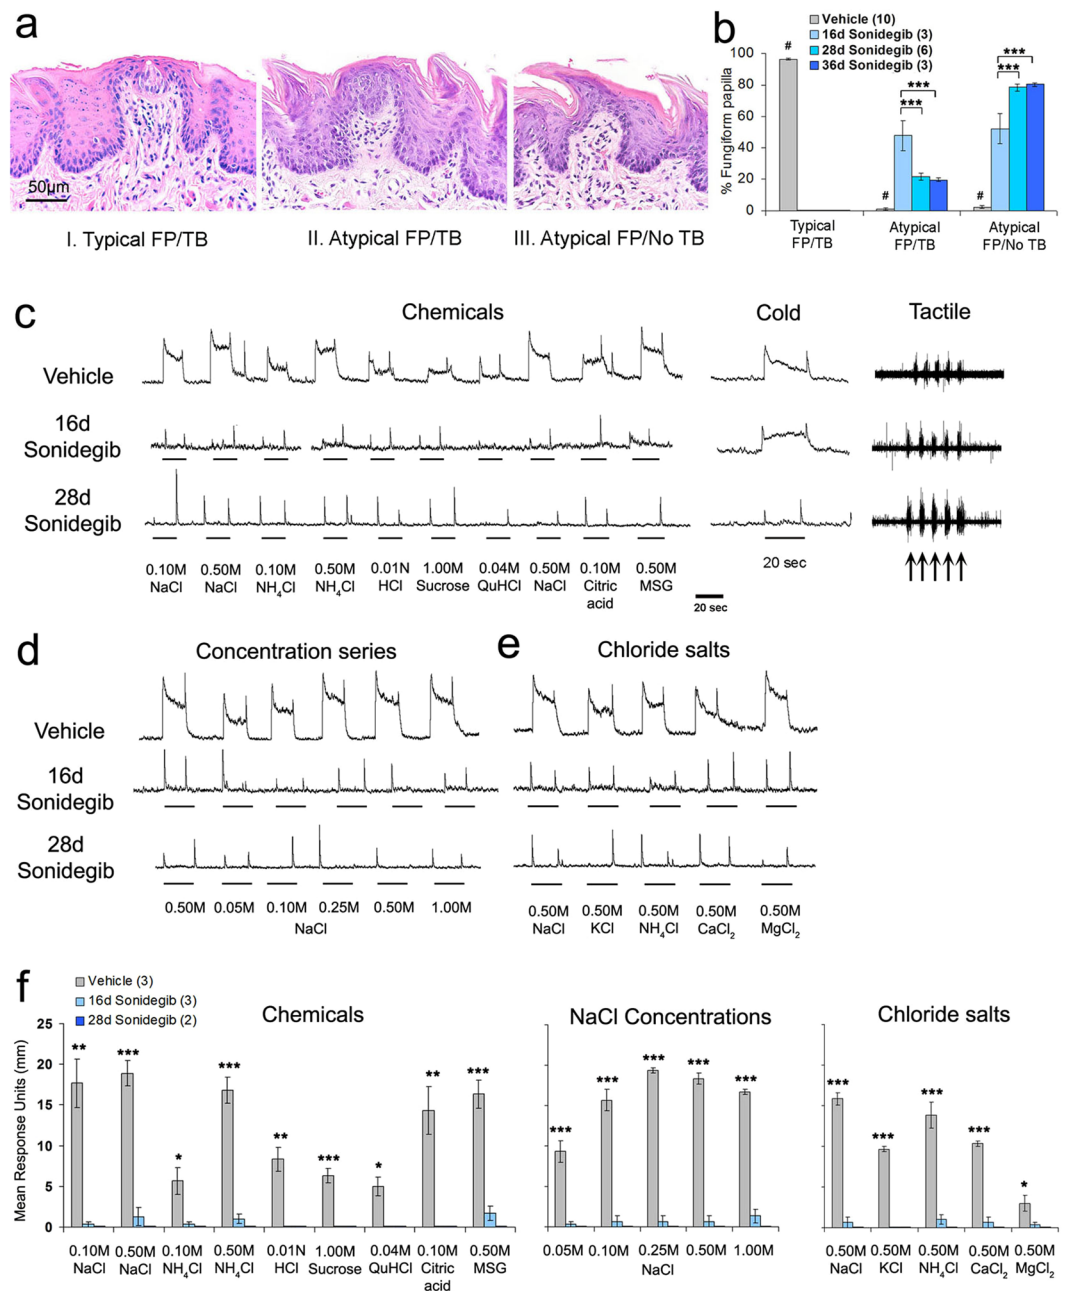 a
50µm
I. Typical FP/TB
II. Atypical FP/TB
III. Atypical FP/No TB
b
Vehicle (10)
16d Sonidegib (3)
28d Sonidegib (6)
36d Sonidegib (3)
% Fungiform papilla
100
80
60
40
20
0
#
#
***
***
#
***
***
Typical FP/TB
Atypical FP/TB
Atypical FP/No TB
c
Chemicals
Cold
Tactile
Vehicle
16d Sonidegib
28d Sonidegib
0.10M NaCl
0.50M NaCl
0.10M NH4Cl
0.50M NH4Cl
0.01N HCl
1.00M Sucrose
0.04M QuHCl
0.50M NaCl
0.10M Citric acid
0.50M MSG
20 sec
20 sec
d
Concentration series
Vehicle
16d Sonidegib
28d Sonidegib
0.50M 0.05M 0.10M 0.25M 0.50M 1.00M
NaCl
e
Chloride salts
0.50M NaCl
0.50M KCl
0.50M NH4Cl
0.50M CaCl2
0.50M MgCl2
f
Vehicle (3)
16d Sonidegib (3)
28d Sonidegib (2)
Mean Response Units (mm)
25
20
15
10
5
0
Chemicals
** *** * *** ** *** * ** ***
0.10M NaCl
0.50M NaCl
0.10M NH4Cl
0.50M NH4Cl
0.01N HCl
1.00M Sucrose
0.04M QuHCl
0.10M Citric acid
0.50M MSG
NaCl Concentrations
*** *** *** *** ***
0.05M 0.10M 0.25M 0.50M 1.00M
NaCl
Chloride salts
*** *** *** *** *
0.50M NaCl
0.50M KCl
0.50M NH4Cl
0.50M CaCl2
0.50M MgCl2